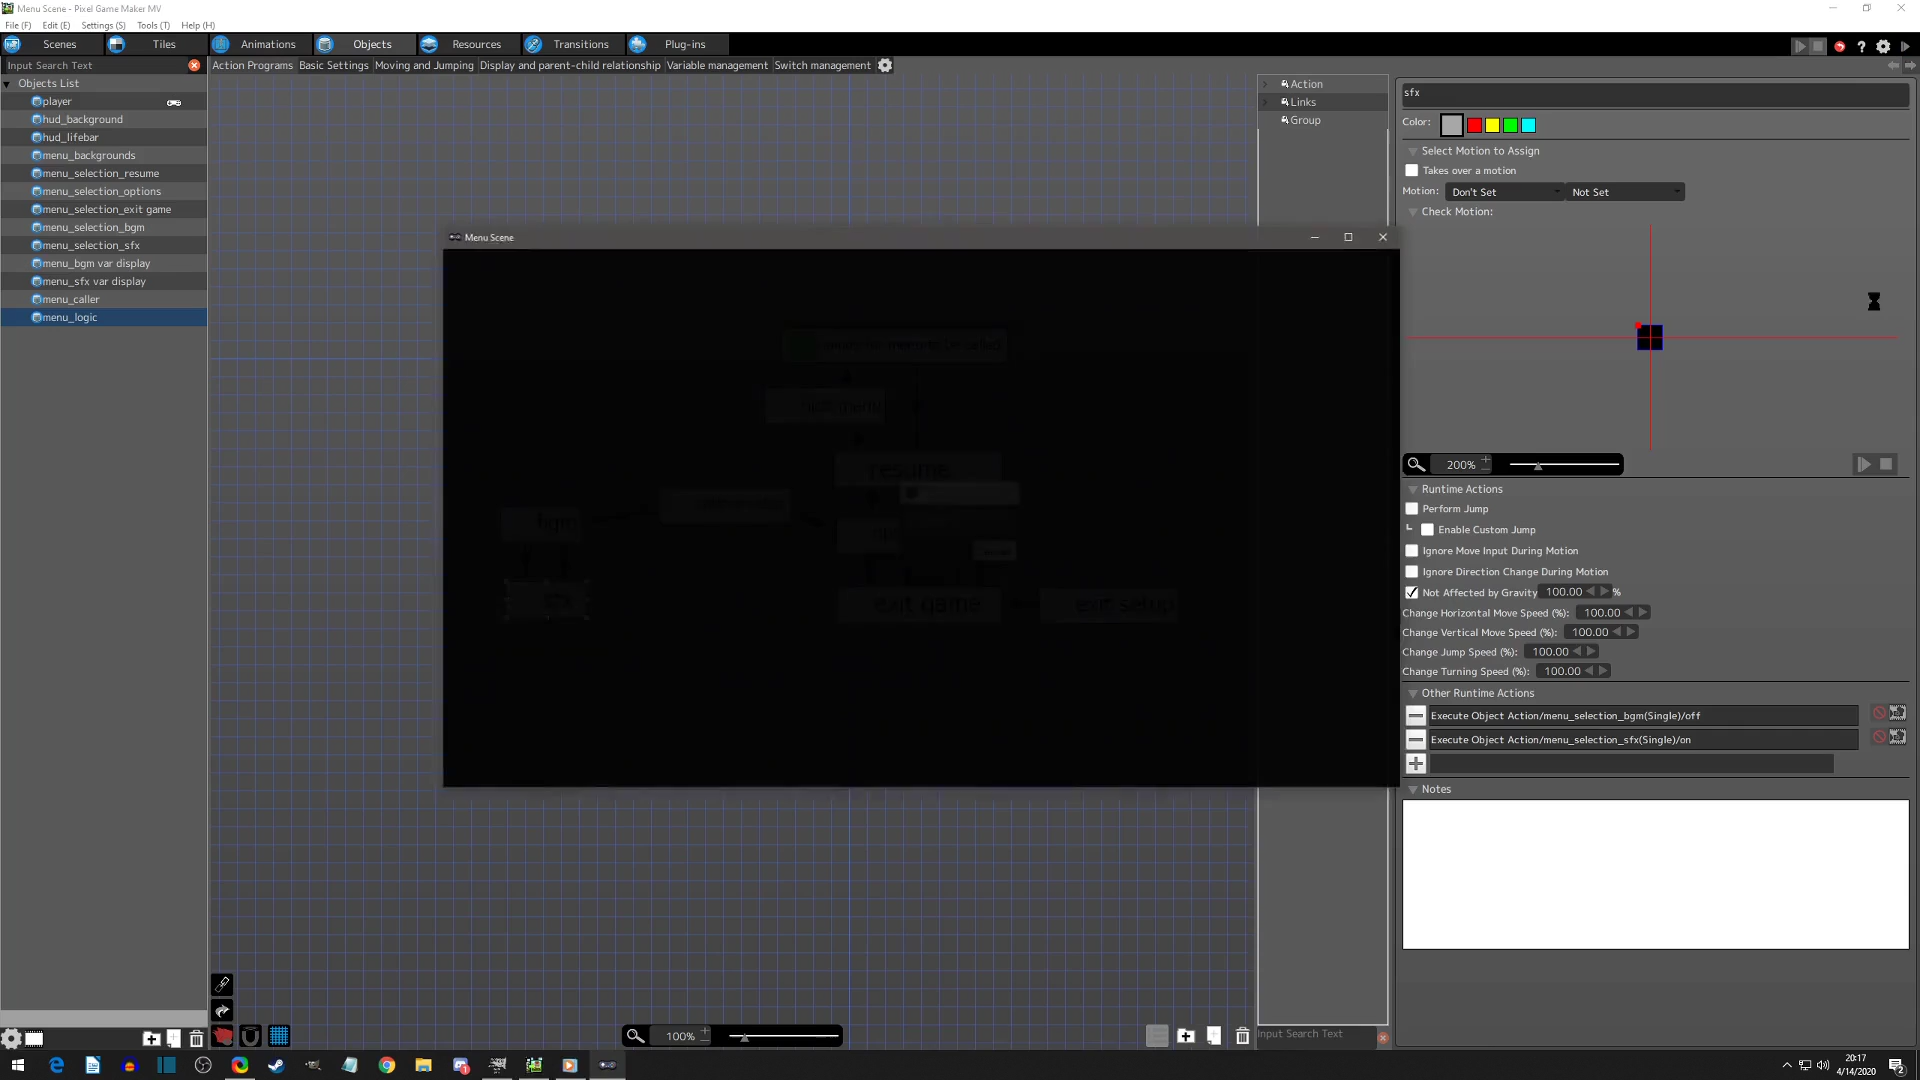 Menu Scene - Pixel Game Maker MV
File (F) Edit (E) Settings (S) Tools (T) Help (H)
Scenes Tiles Animations Objects Resources Transitions Plug-ins
Input Search Text
Action Programs Basic Settings Moving and Jumping Display and parent-child relationship Variable management Switch management
Objects List
player
hud_background
hud_lifebar
menu_backgrounds
menu_selection_resume
menu_selection_options
menu_selection_exit game
menu_selection_bgm
menu_selection_sfx
menu_bgm var display
menu_sfx var display
menu_caller
menu_logic
Action
Links
Group
Menu Scene
resume
bgm
sfx
exit game
exit setup
100%
Input Search Text
sfx
Color:
Select Motion to Assign
Takes over a motion
Motion: Don't Set Not Set
Check Motion:
200%
Runtime Actions
Perform Jump
Enable Custom Jump
Ignore Move Input During Motion
Ignore Direction Change During Motion
Not Affected by Gravity 100.00 %
Change Horizontal Move Speed (%): 100.00
Change Vertical Move Speed (%): 100.00
Change Jump Speed (%): 100.00
Change Turning Speed (%): 100.00
Other Runtime Actions
Execute Object Action/menu_selection_bgm(Single)/off
Execute Object Action/menu_selection_sfx(Single)/on
Notes
20:17
4/14/2020